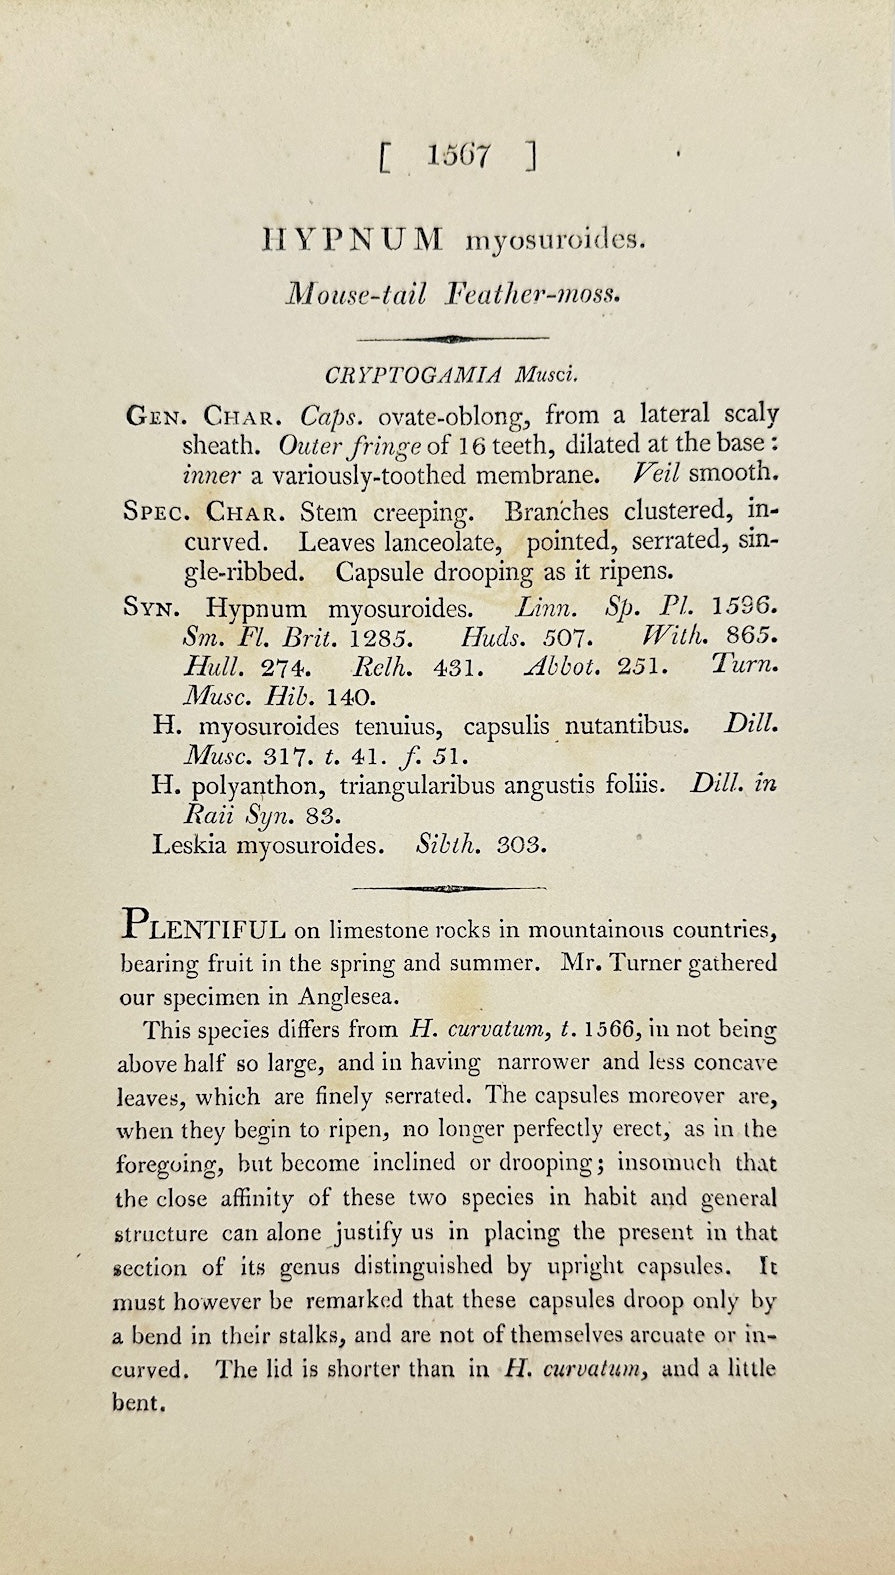 [ 1567 ]
HYPNUM myosuroides.
Mouse-tail Feather-moss.
CRYPTOGAMIA Musci.
GEN. CHAR. Caps. ovate-oblong, from a lateral scaly
sheath. Outer fringe of 16 teeth, dilated at the base:
inner a variously-toothed membrane. Veil smooth.
SPEC. CHAR. Stem creeping. Branches clustered, in-
curved. Leaves lanceolate, pointed, serrated, sin-
gle-ribbed. Capsule drooping as it ripens.
SYN. Hypnum myosuroides. Linn. Sp. Pl. 1596.
Sm. Fl. Brit. 1285. Huds. 507. With. 865.
Hull. 274. Relh. 431. Abbot. 251. Turn.
Musc. Hib. 140.
H. myosuroides tenuius, capsulis nutantibus. Dill.
Musc. 317. t. 41. f. 51.
H. polyanthon, triangularibus angustis foliis. Dill. in
Raii Syn. 83.
Leskia myosuroides. Sibth. 303.
PLENTIFUL on limestone rocks in mountainous countries,
bearing fruit in the spring and summer. Mr. Turner gathered
our specimen in Anglesea.
This species differs from H. curvatum, t. 1566, in not being
above half so large, and in having narrower and less concave
leaves, which are finely serrated. The capsules moreover are,
when they begin to ripen, no longer perfectly erect, as in the
foregoing, but become inclined or drooping; insomuch that
the close affinity of these two species in habit and general
structure can alone justify us in placing the present in that
section of its genus distinguished by upright capsules. It
must however be remarked that these capsules droop only by
a bend in their stalks, and are not of themselves arcuate or in-
curved. The lid is shorter than in H. curvatum, and a little
bent.